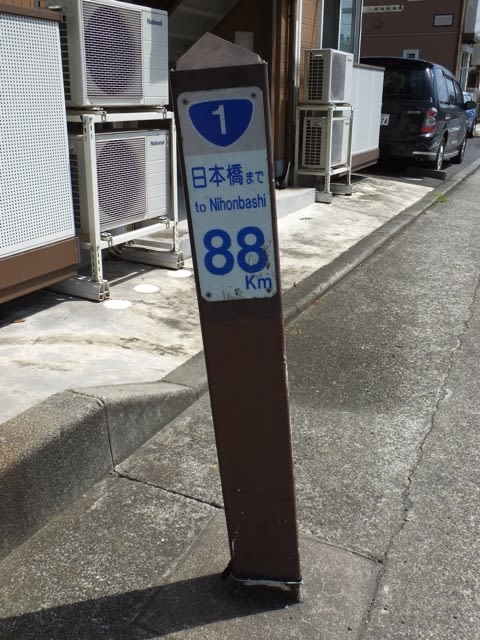 1
日本橋まで
to Nihonbashi
88
Km
National
National